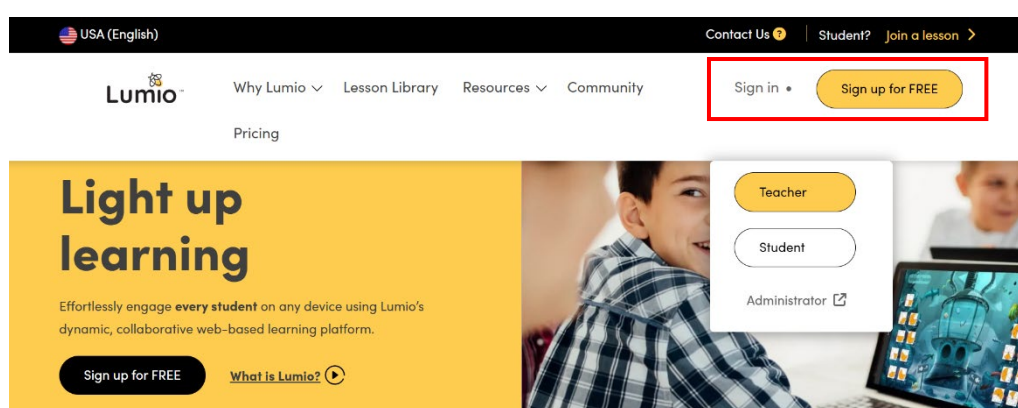 USA (English)
Contact Us ?
Student? Join a lesson
Lumio
Why Lumio
Lesson Library
Resources
Community
Pricing
Sign in •
Sign up for FREE
Light up
learning
Effortlessly engage every student on any device using Lumio's
dynamic, collaborative web-based learning platform.
Sign up for FREE
What is Lumio?
Teacher
Student
Administrator